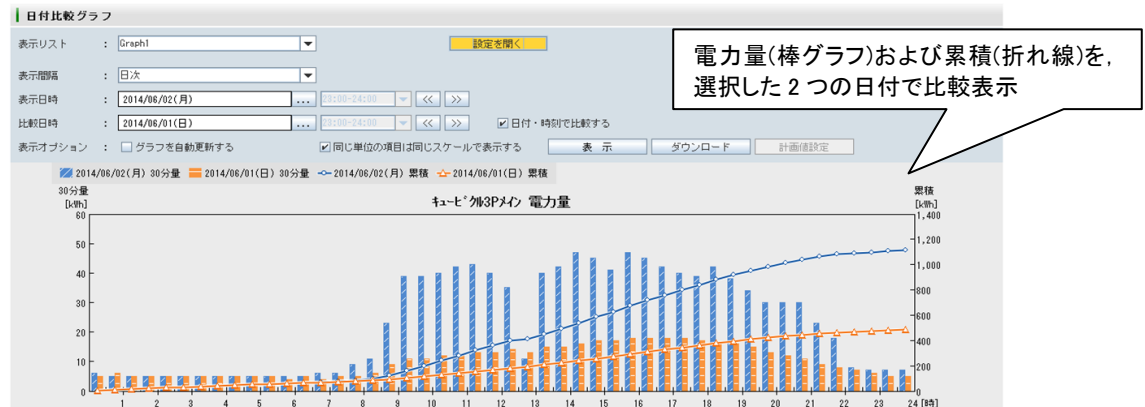 日付比較グラフ
表示リスト : Graph1 設定を開く
表示間隔 : 日次
表示日時 : 2014/06/02(月) ... 23:00-24:00 << >>
比較日時 : 2014/06/01(日) ... 23:00-24:00 << >> 日付・時刻で比較する
表示オプション : グラフを自動更新する 同じ単位の項目は同じスケールで表示する 表 示 ダウンロード 計画値設定
電力量(棒グラフ)および累積(折れ線)を,
選択した2つの日付で比較表示
2014/06/02(月) 30分量 2014/06/01(日) 30分量 2014/06/02(月) 累積 2014/06/01(日) 累積
30分量
[kWh]
キュービクル3Pメイン 電力量
累積
[kWh]
60
50
40
30
20
10
0
1,400
1,200
1,000
800
600
400
200
0
1 2 3 4 5 6 7 8 9 10 11 12 13 14 15 16 17 18 19 20 21 22 23 24 [時]